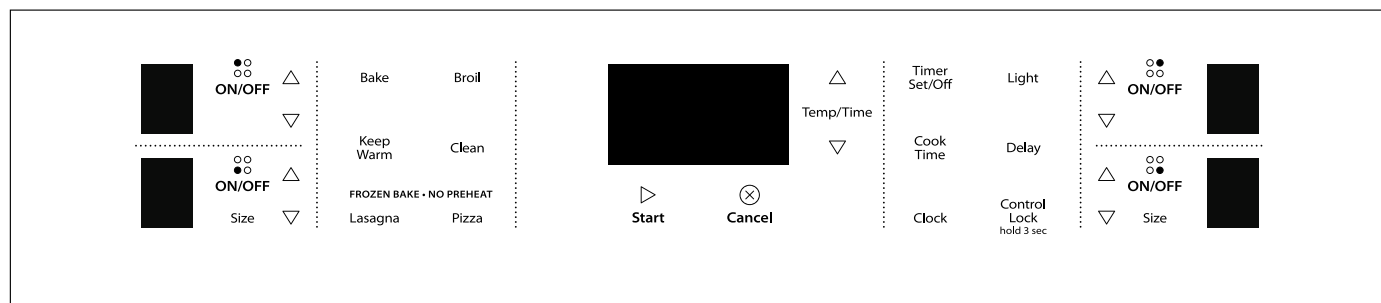 ON/OFF
ON/OFF
Size
Bake
Broil
Keep
Warm
Clean
FROZEN BAKE • NO PREHEAT
Lasagna
Pizza
Start
Cancel
Temp/Time
Timer
Set/Off
Light
Cook
Time
Delay
Clock
Control
Lock
hold 3 sec
ON/OFF
ON/OFF
Size